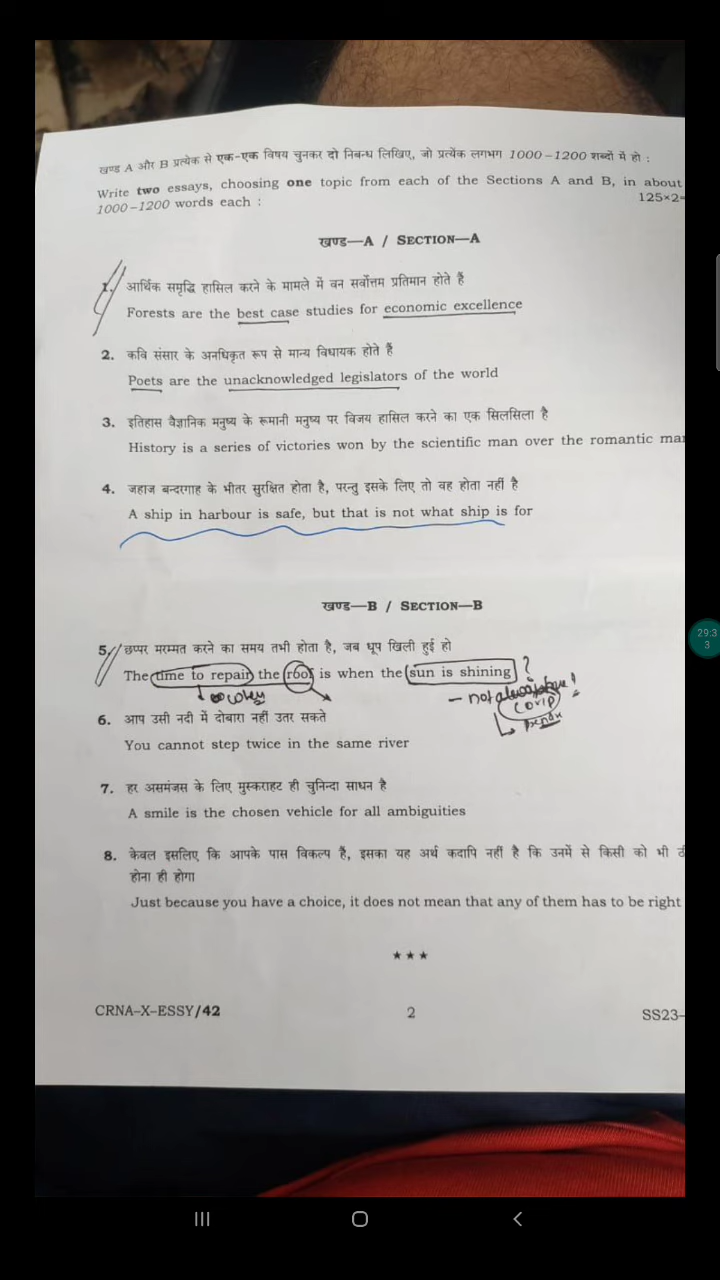 खण्ड A और B प्रत्येक से एक-एक विषय चुनकर दो निबन्ध लिखिए, जो प्रत्येक लगभग 1000–1200 शब्दों में हो :
Write two essays, choosing one topic from each of the Sections A and B, in about
1000–1200 words each :
125×2=
खण्ड—A / SECTION—A
1. आर्थिक समृद्धि हासिल करने के मामले में वन सर्वोत्तम प्रतिमान होते हैं
Forests are the best case studies for economic excellence
2. कवि संसार के अनधिकृत रूप से मान्य विधायक होते हैं
Poets are the unacknowledged legislators of the world
3. इतिहास वैज्ञानिक मनुष्य के रूमानी मनुष्य पर विजय हासिल करने का एक सिलसिला है
History is a series of victories won by the scientific man over the romantic
4. जहाज बन्दरगाह के भीतर सुरक्षित होता है, परन्तु इसके लिए तो वह होता नहीं है
A ship in harbour is safe, but that is not what ship is for
खण्ड—B / SECTION—B
5. छप्पर मरम्मत करने का समय तभी होता है, जब धूप खिली हुई हो
The time to repair the roof is when the sun is shining ?
– not
COVID
6. आप उसी नदी में दोबारा नहीं उतर सकते
You cannot step twice in the same river
7. हर असमंजस के लिए मुस्कराहट ही चुनिन्दा साधन है
A smile is the chosen vehicle for all ambiguities
8. केवल इसलिए कि आपके पास विकल्प हैं, इसका यह अर्थ कदापि नहीं है कि उनमें से किसी को भी
होना ही होगा
Just because you have a choice, it does not mean that any of them has to be right
★ ★ ★
CRNA–X–ESSY/42
2
SS23–
29:3
3